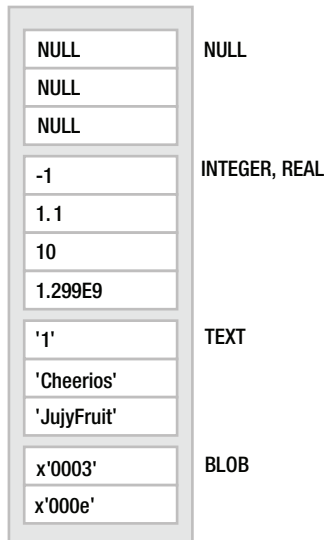 NULL NULL
NULL
NULL
-1 INTEGER, REAL
1.1
10
1.299E9
'1' TEXT
'Cheerios'
'JujyFruit'
x'0003' BLOB
x'000e'